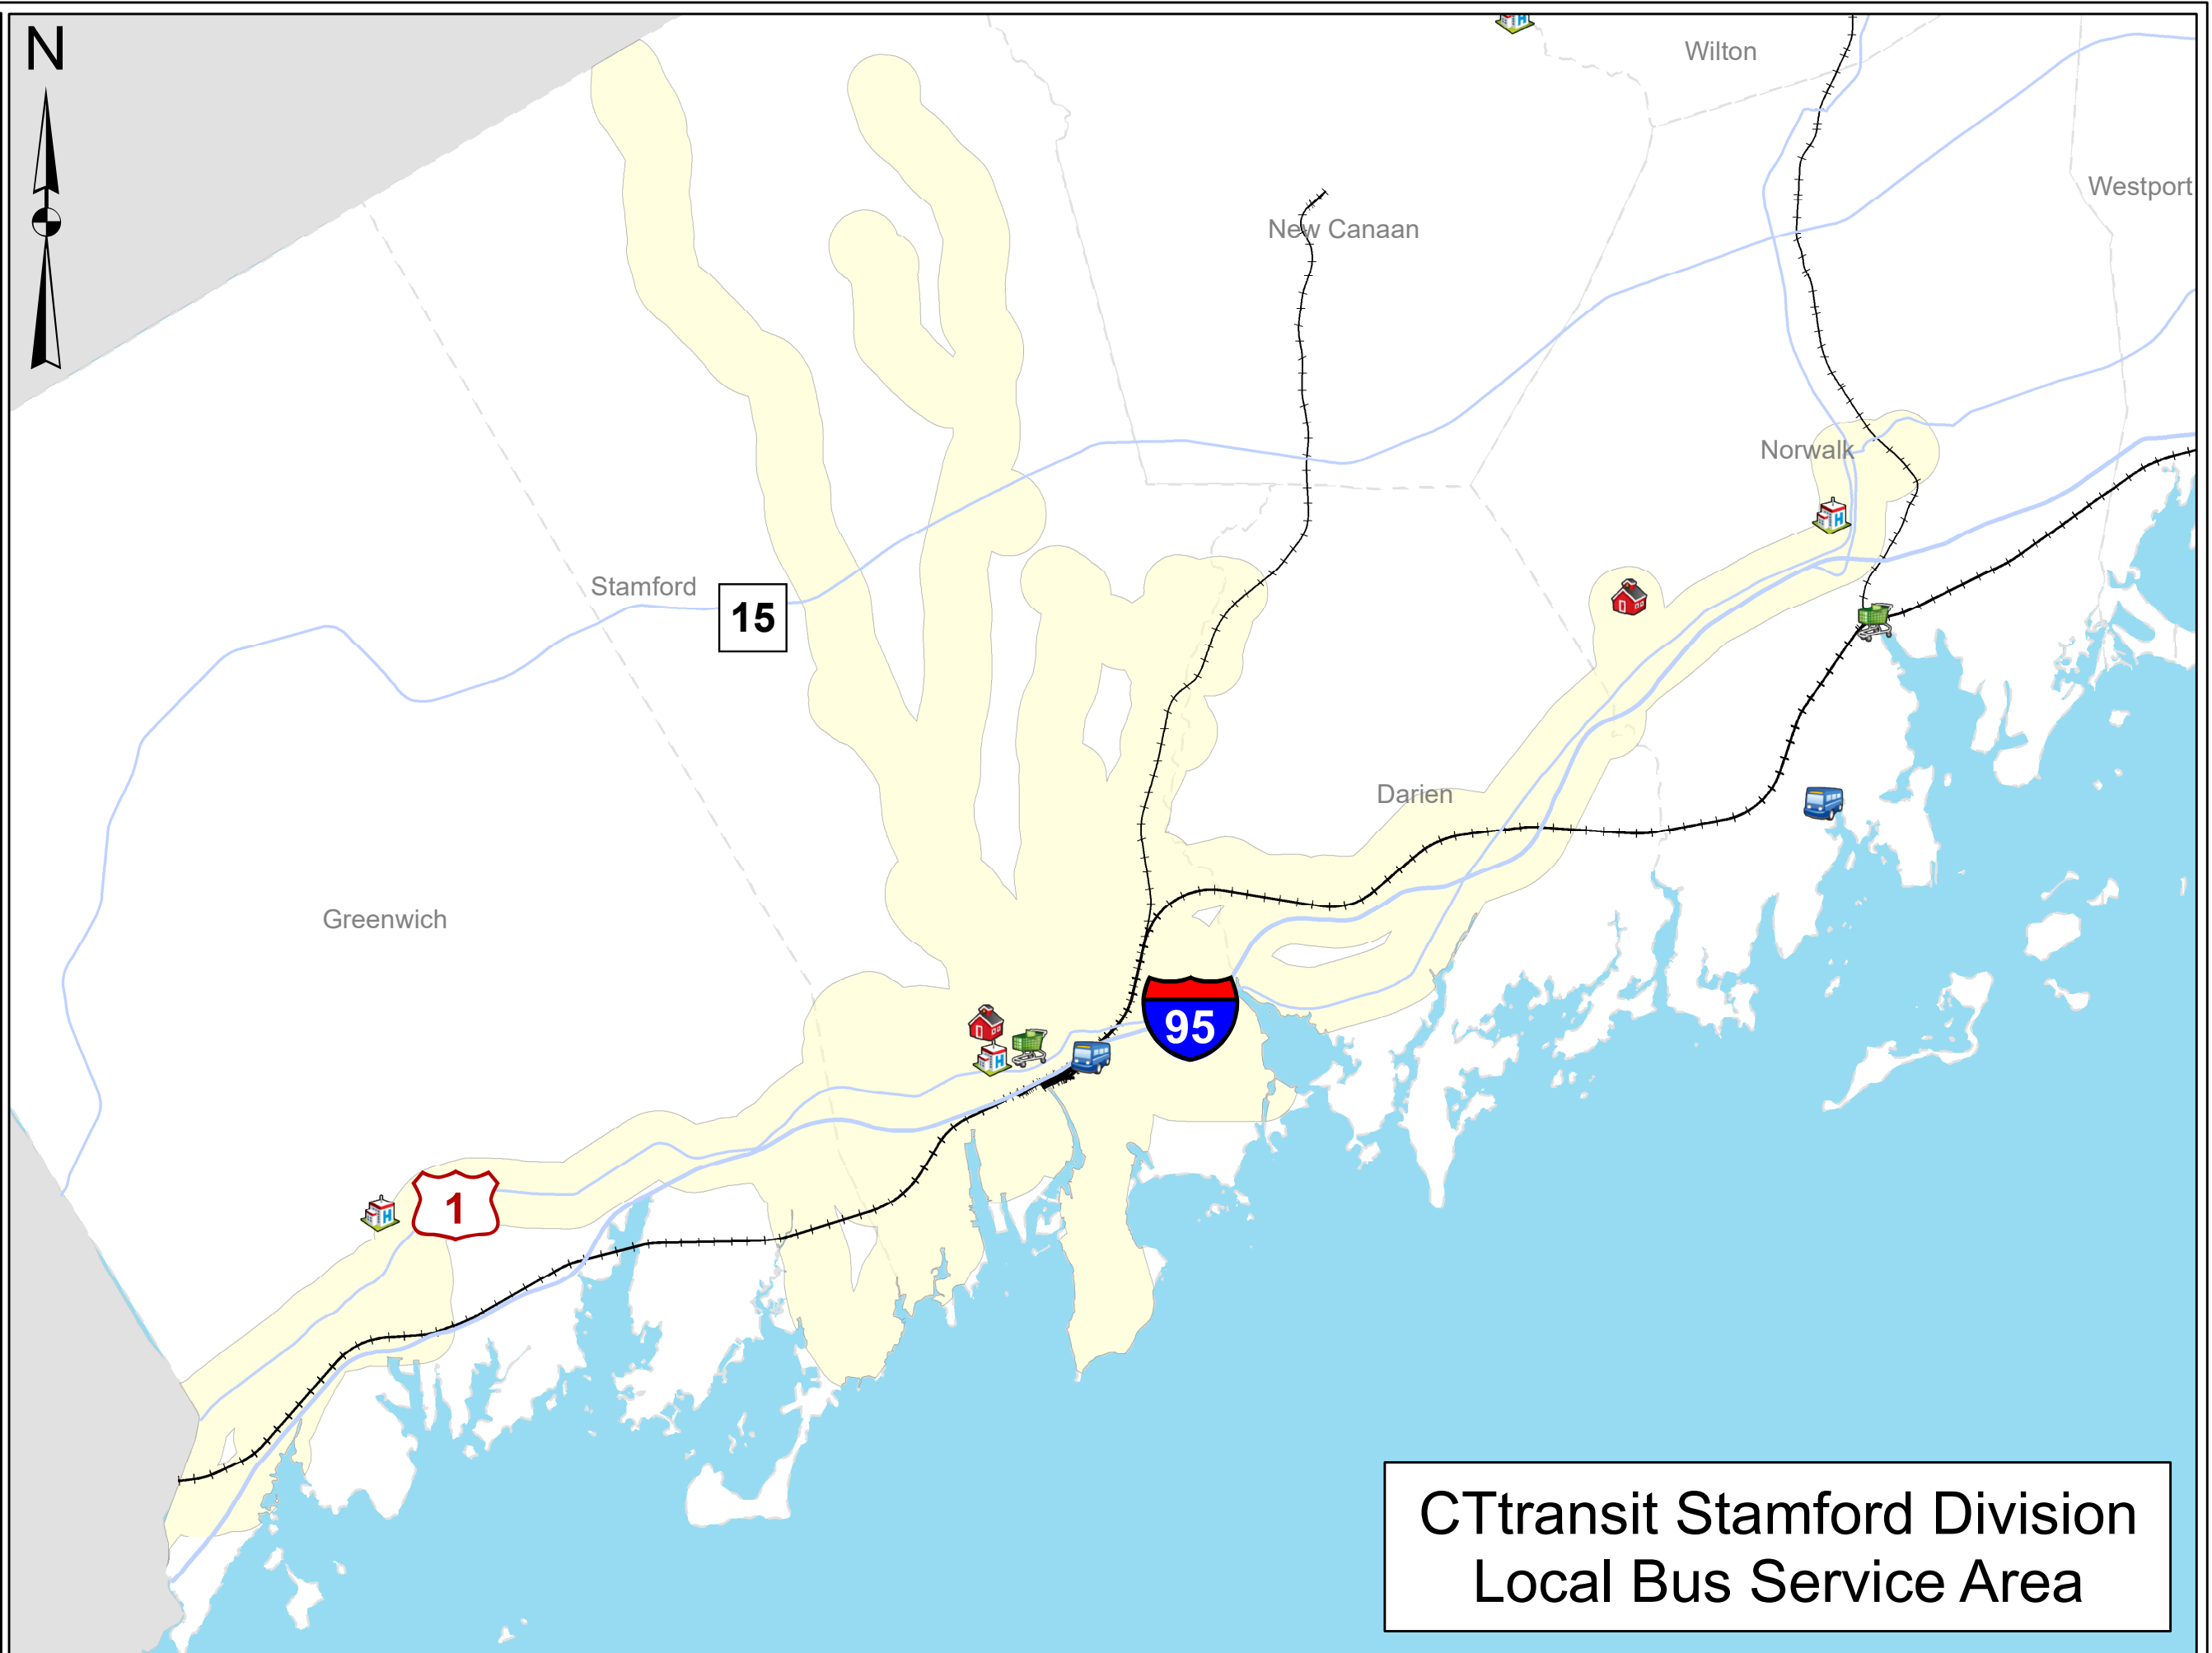 N
Wilton
Westport
New Canaan
Norwalk
Stamford
15
Darien
Greenwich
95
1
H
H
H
H
CTtransit Stamford Division
Local Bus Service Area